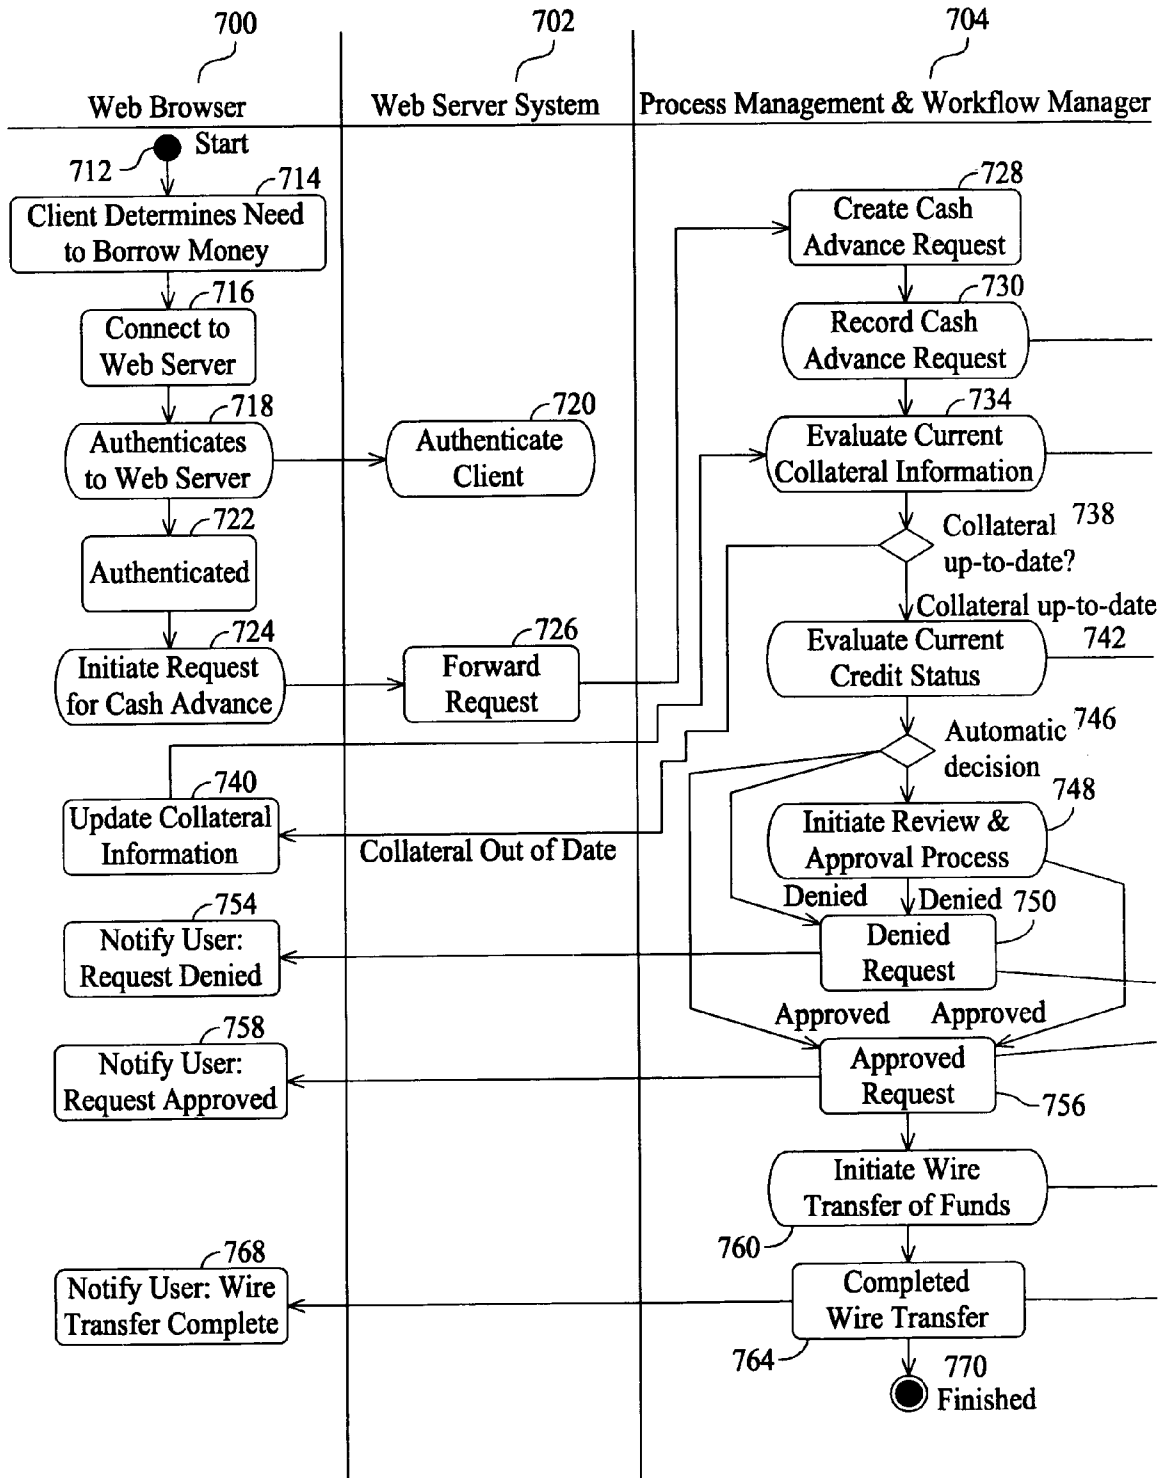 700
702
704
Web Browser
Web Server System
Process Management & Workflow Manager
Start
712
714
Client Determines Need
to Borrow Money
716
Connect to
Web Server
718
Authenticates
to Web Server
720
Authenticate
Client
722
Authenticated
724
Initiate Request
for Cash Advance
726
Forward
Request
728
Create Cash
Advance Request
730
Record Cash
Advance Request
734
Evaluate Current
Collateral Information
Collateral 738
up-to-date?
Collateral up-to-date
Evaluate Current
Credit Status
742
Automatic 746
decision
740
Update Collateral
Information
Collateral Out of Date
748
Initiate Review &
Approval Process
Denied
Denied
750
Denied
Request
754
Notify User:
Request Denied
Approved
Approved
758
Notify User:
Request Approved
Approved
Request
756
Initiate Wire
Transfer of Funds
760
768
Notify User: Wire
Transfer Complete
Completed
Wire Transfer
764
770
Finished